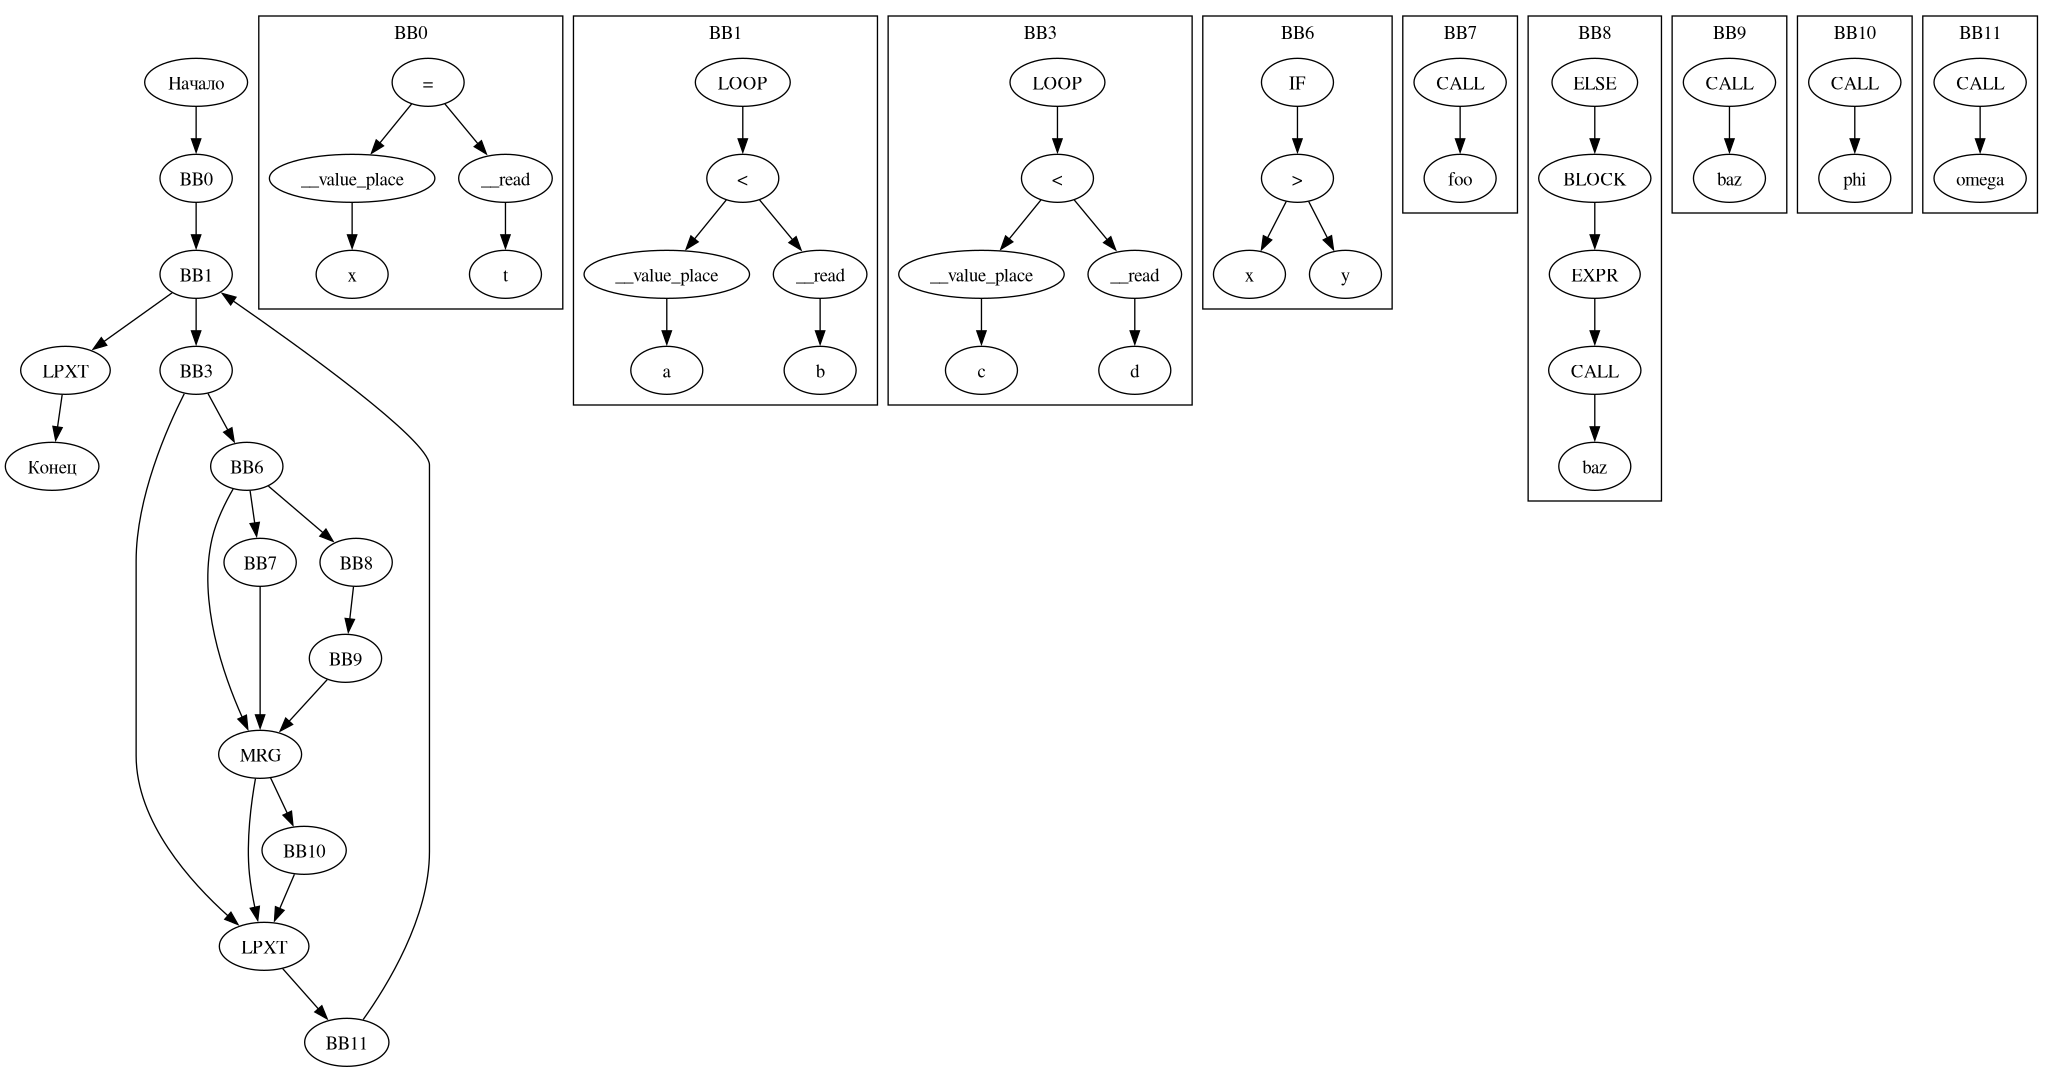 Начало
BB0
BB1
LPXT
BB3
Конец
BB6
BB7
BB8
BB9
MRG
BB10
LPXT
BB11
BB0
=
__value_place
__read
x
t
BB1
LOOP
<
__value_place
__read
a
b
BB3
LOOP
<
__value_place
__read
c
d
BB6
IF
>
x
y
BB7
CALL
foo
BB8
ELSE
BLOCK
EXPR
CALL
baz
BB9
CALL
baz
BB10
CALL
phi
BB11
CALL
omega